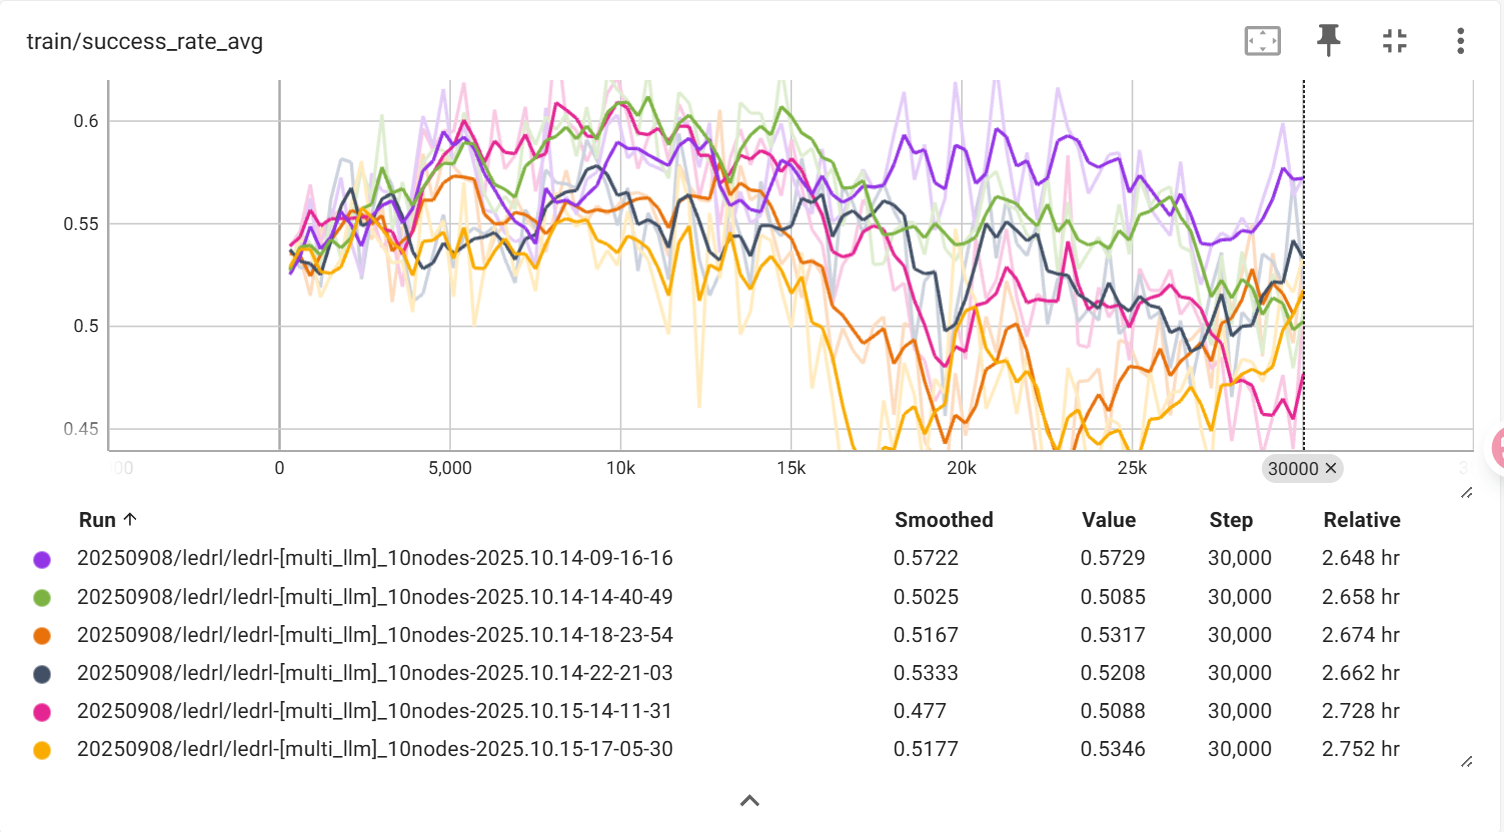 train/success_rate_avg
0.6
0.55
0.5
0.45
00 0 5,000 10k 15k 20k 25k 30000 ✕ 3
Run ↑ Smoothed Value Step Relative
20250908/ledrl/ledrl-[multi_llm]_10nodes-2025.10.14-09-16-16 0.5722 0.5729 30,000 2.648 hr
20250908/ledrl/ledrl-[multi_llm]_10nodes-2025.10.14-14-40-49 0.5025 0.5085 30,000 2.658 hr
20250908/ledrl/ledrl-[multi_llm]_10nodes-2025.10.14-18-23-54 0.5167 0.5317 30,000 2.674 hr
20250908/ledrl/ledrl-[multi_llm]_10nodes-2025.10.14-22-21-03 0.5333 0.5208 30,000 2.662 hr
20250908/ledrl/ledrl-[multi_llm]_10nodes-2025.10.15-14-11-31 0.477 0.5088 30,000 2.728 hr
20250908/ledrl/ledrl-[multi_llm]_10nodes-2025.10.15-17-05-30 0.5177 0.5346 30,000 2.752 hr